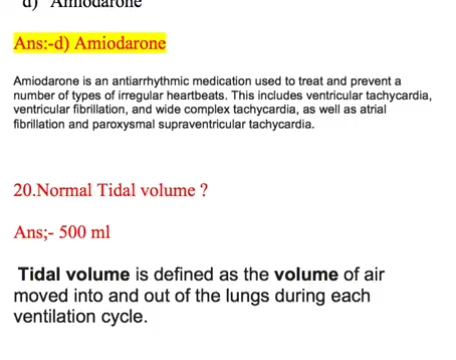 d) Amiodarone
Ans:-d) Amiodarone
Amiodarone is an antiarrhythmic medication used to treat and prevent a
number of types of irregular heartbeats. This includes ventricular tachycardia,
ventricular fibrillation, and wide complex tachycardia, as well as atrial
fibrillation and paroxysmal supraventricular tachycardia.
20.Normal Tidal volume ?
Ans;- 500 ml
Tidal volume is defined as the volume of air
moved into and out of the lungs during each
ventilation cycle.